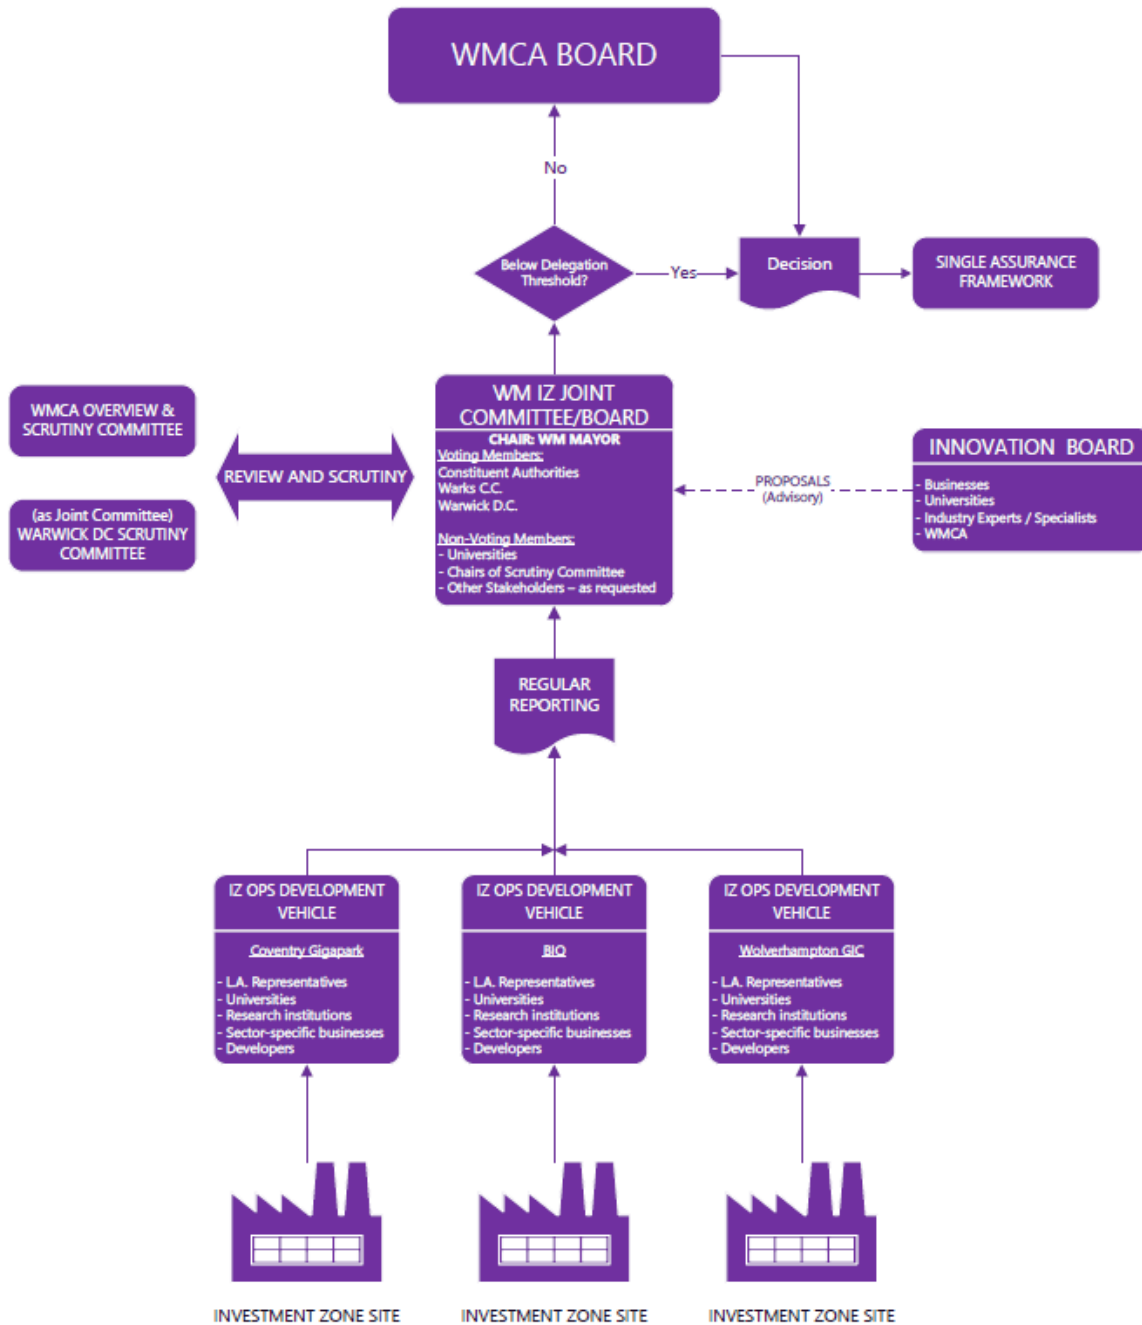 WMCA BOARD
No
Below Delegation
Threshold?
Yes
Decision
SINGLE ASSURANCE
FRAMEWORK
WMCA OVERVIEW &
SCRUTINY COMMITTEE
REVIEW AND SCRUTINY
(as Joint Committee)
WARWICK DC SCRUTINY
COMMITTEE
WM IZ JOINT
COMMITTEE/BOARD
CHAIR: WM MAYOR
Voting Members:
Constituent Authorities
Warks C.C.
Warwick D.C.
Non-Voting Members:
- Universities
- Chairs of Scrutiny Committee
- Other Stakeholders – as requested
PROPOSALS
(Advisory)
INNOVATION BOARD
- Businesses
- Universities
- Industry Experts / Specialists
- WMCA
REGULAR
REPORTING
IZ OPS DEVELOPMENT
VEHICLE
Coventry Gigapark
- L.A. Representatives
- Universities
- Research institutions
- Sector-specific businesses
- Developers
IZ OPS DEVELOPMENT
VEHICLE
BIQ
- L.A. Representatives
- Universities
- Research institutions
- Sector-specific businesses
- Developers
IZ OPS DEVELOPMENT
VEHICLE
Wolverhampton GIC
- L.A. Representatives
- Universities
- Research institutions
- Sector-specific businesses
- Developers
INVESTMENT ZONE SITE
INVESTMENT ZONE SITE
INVESTMENT ZONE SITE